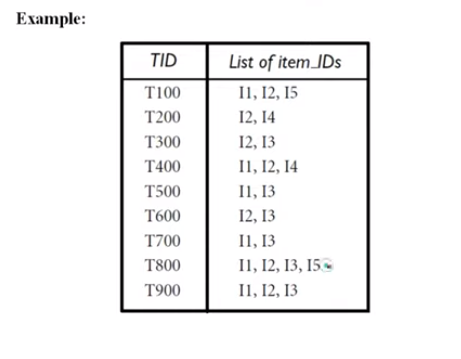 Example:
TID List of item_IDs
T100 I1, I2, I5
T200 I2, I4
T300 I2, I3
T400 I1, I2, I4
T500 I1, I3
T600 I2, I3
T700 I1, I3
T800 I1, I2, I3, I5
T900 I1, I2, I3